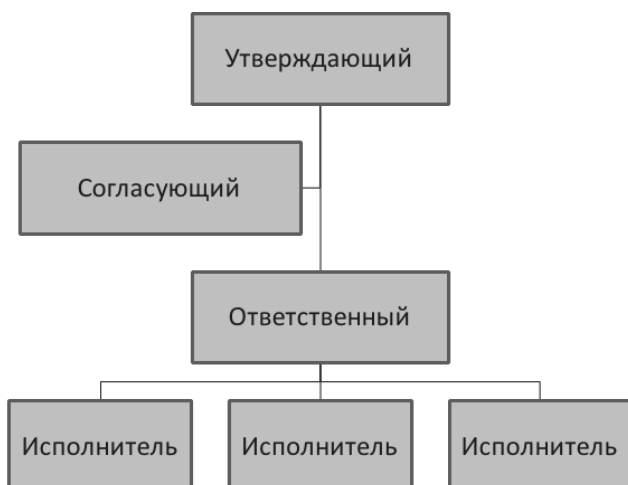 Утверждающий
Согласующий
Ответственный
Исполнитель
Исполнитель
Исполнитель